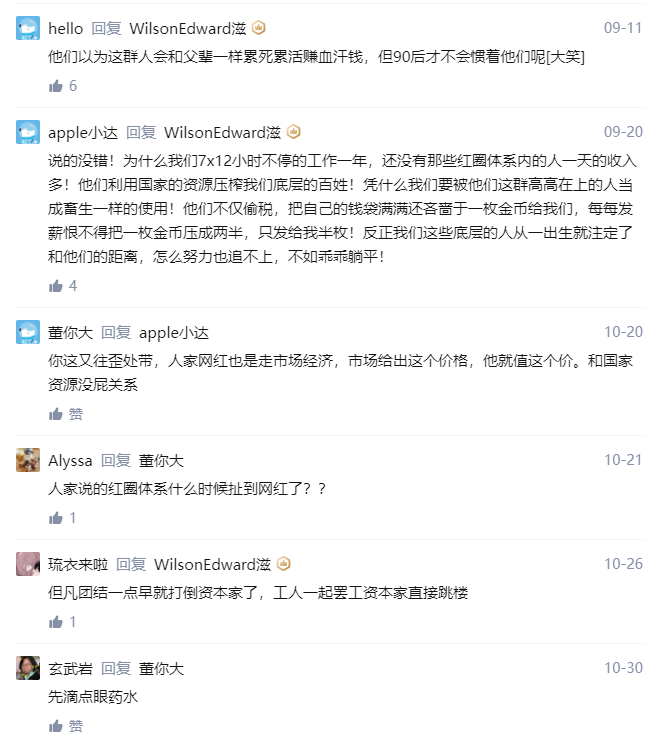 hello 回复 WilsonEdward滋 09-11
他们以为这群人会和父辈一样累死累活赚血汗钱，但90后才不会惯着他们呢[大笑]
6
apple小达 回复 WilsonEdward滋 09-20
说的没错！为什么我们7x12小时不停的工作一年，还没有那些红圈体系内的人一天的收入
多！他们利用国家的资源压榨我们底层的百姓！凭什么我们要被他们这群高高在上的人当
成畜生一样的使用！他们不仅偷税，把自己的钱袋满满还吝啬于一枚金币给我们，每每发
薪恨不得把一枚金币压成两半，只发给我半枚！反正我们这些底层的人从一出生就注定了
和他们的距离，怎么努力也追不上，不如乖乖躺平！
4
董你大 回复 apple小达 10-20
你这又往歪处带，人家网红也是走市场经济，市场给出这个价格，他就值这个价。和国家
资源没屁关系
赞
Alyssa 回复 董你大 10-21
人家说的红圈体系什么时候扯到网红了？？
1
琉衣来啦 回复 WilsonEdward滋 10-26
但凡团结一点早就打倒资本家了，工人一起罢工资本家直接跳楼
1
玄武岩 回复 董你大 10-30
先滴点眼药水
赞